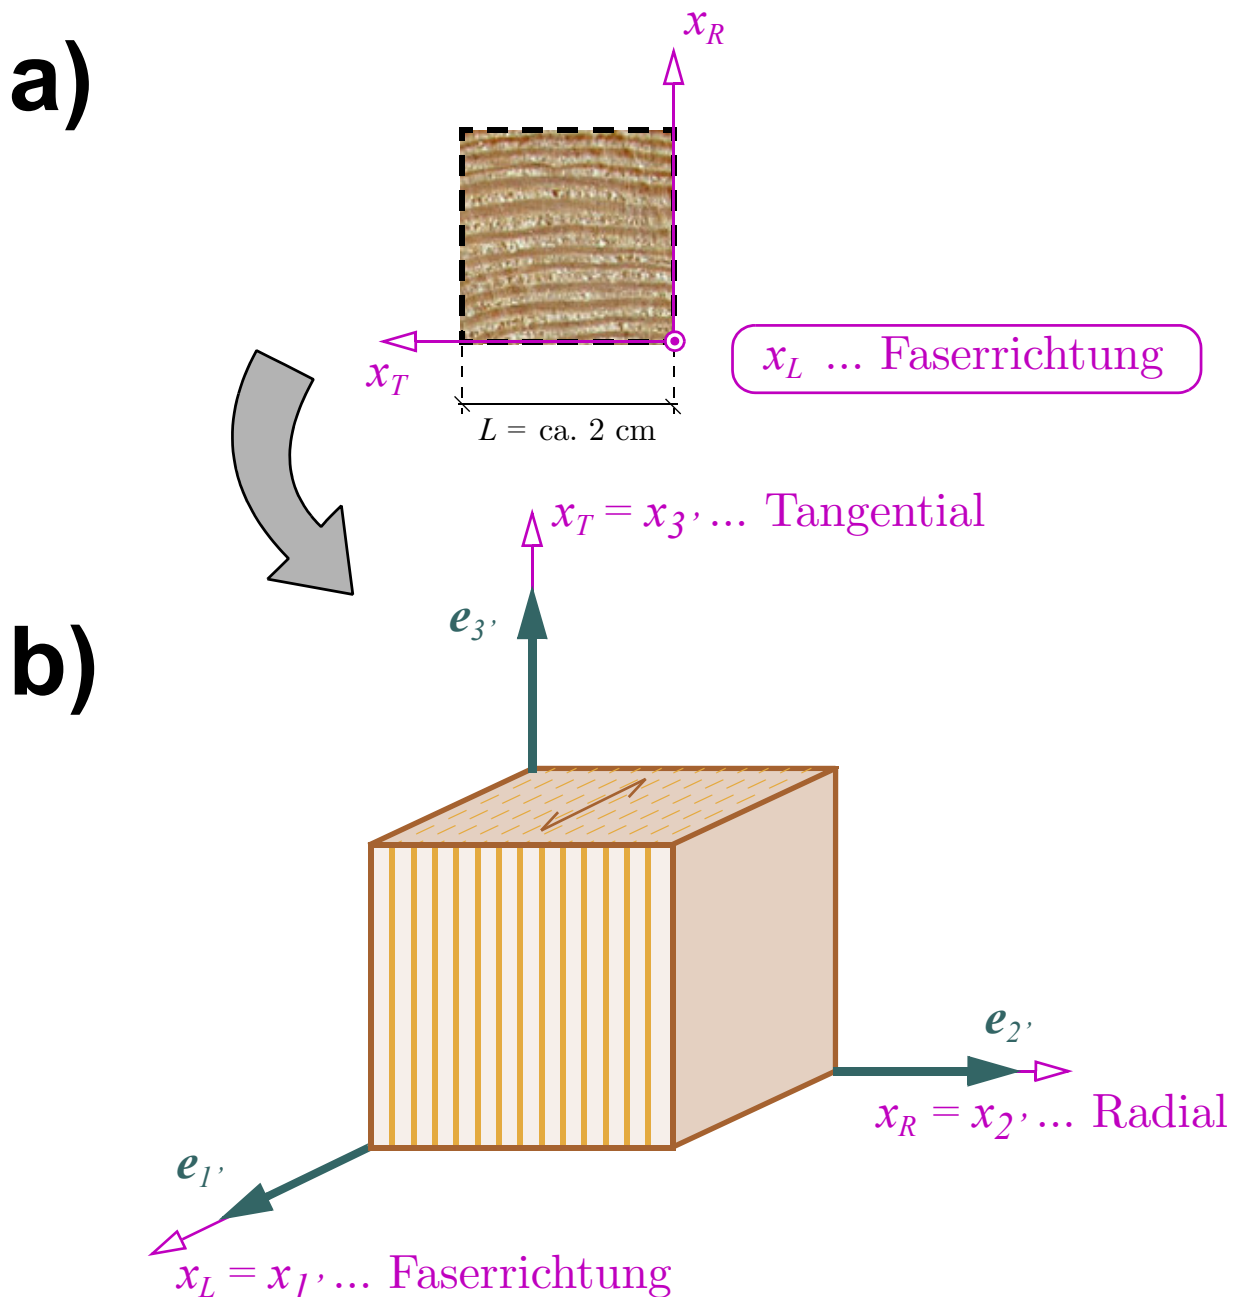 a)
x_R
x_L ... Faserrichtung
x_T
L = ca. 2 cm
x_T = x_3' ... Tangential
e_3'
b)
e_2'
x_R = x_2' ... Radial
e_1'
x_L = x_1' ... Faserrichtung